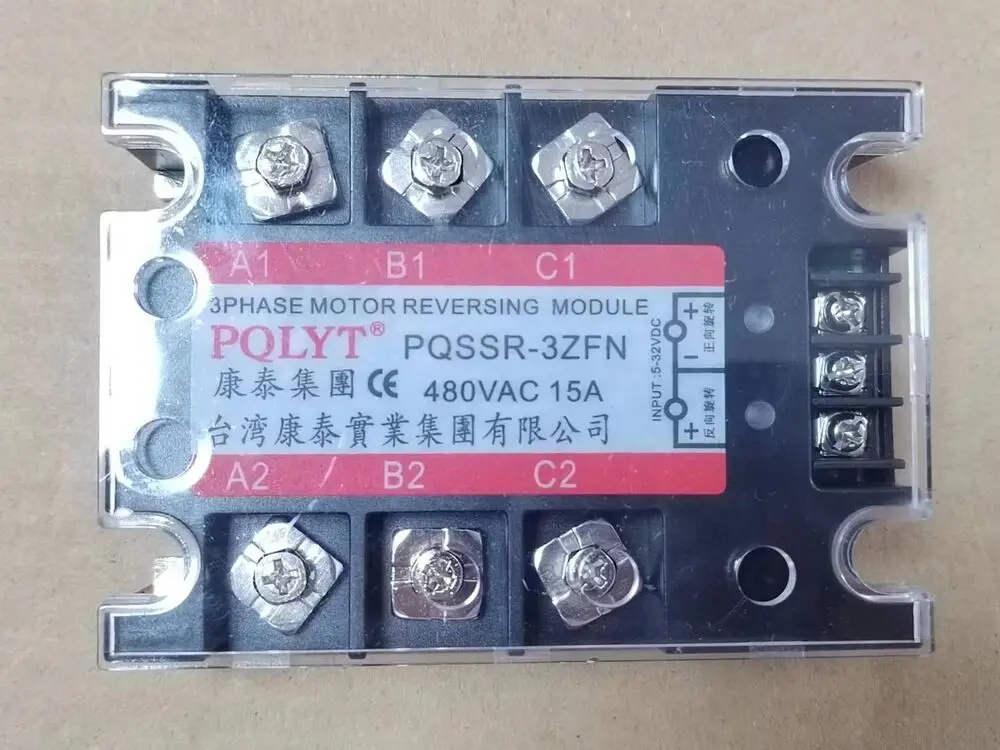 A1 B1 C1
3PHASE MOTOR REVERSING MODULE
PQLYT® PQSSR-3ZFN
康泰集團 CE 480VAC 15A
台湾康泰實業集團有限公司
A2 / B2 C2
INPUT:5-32VDC
+
正向旋转
−
反向旋转
+